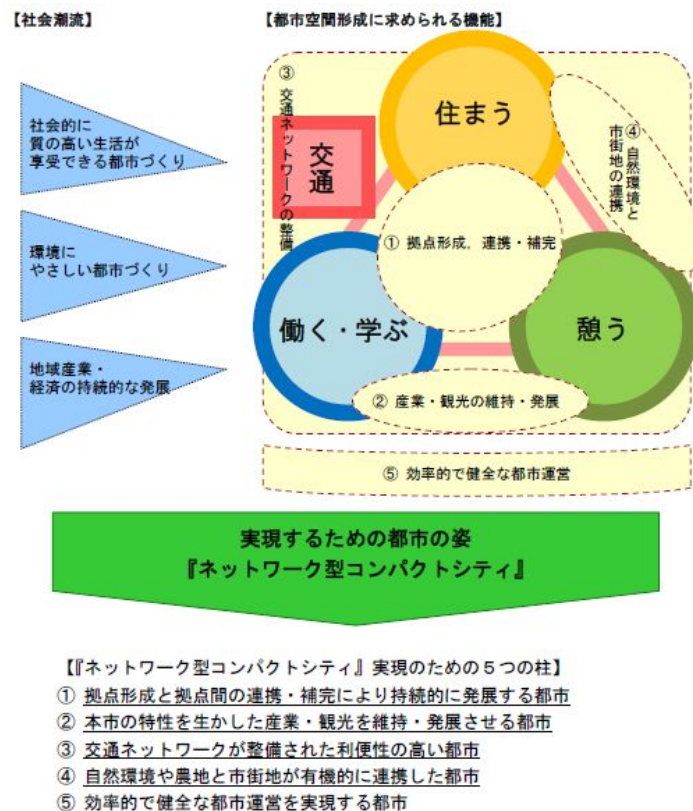 【社会潮流】
【都市空間形成に求められる機能】
社会的に
質の高い生活が
享受できる都市づくり
環境に
やさしい都市づくり
地域産業・
経済の持続的な発展
③ 交通ネットワークの整備
交通
住まう
④ 自然環境と
市街地の連携
① 拠点形成，連携・補完
働く・学ぶ
憩う
② 産業・観光の維持・発展
⑤ 効率的で健全な都市運営
実現するための都市の姿
『ネットワーク型コンパクトシティ』
【『ネットワーク型コンパクトシティ』実現のための５つの柱】
① 拠点形成と拠点間の連携・補完により持続的に発展する都市
② 本市の特性を生かした産業・観光を維持・発展させる都市
③ 交通ネットワークが整備された利便性の高い都市
④ 自然環境や農地と市街地が有機的に連携した都市
⑤ 効率的で健全な都市運営を実現する都市